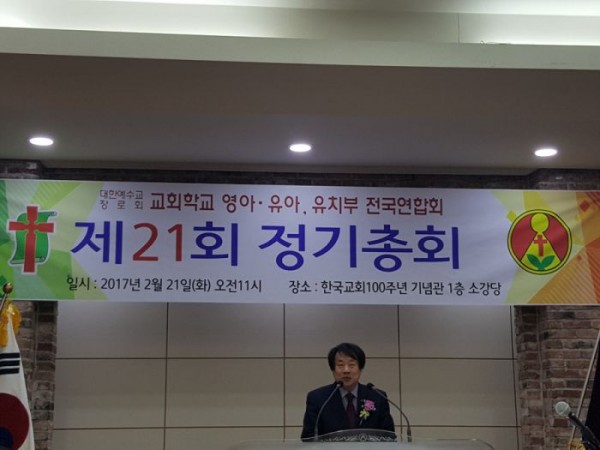 대한예수교
장로회
교회학교 영아·유아, 유치부 전국연합회
제21회 정기총회
일시 : 2017년 2월 21일(화) 오전11시 장소 : 한국교회100주년 기념관 1층 소강당